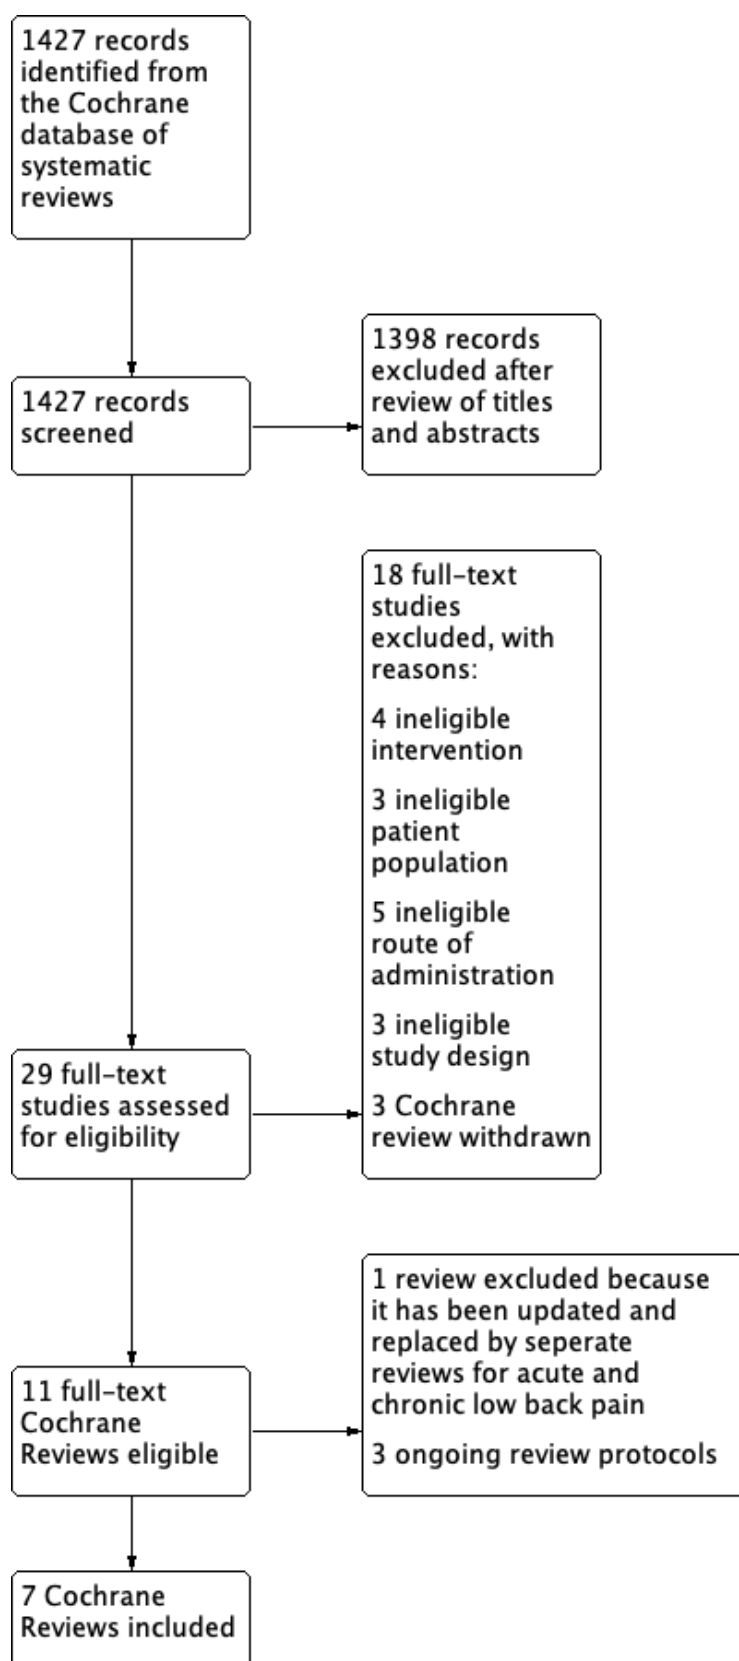 1427 records
identified from
the Cochrane
database of
systematic
reviews
1427 records
screened
1398 records
excluded after
review of titles
and abstracts
18 full-text
studies
excluded, with
reasons:
4 ineligible
intervention
3 ineligible
patient
population
5 ineligible
route of
administration
3 ineligible
study design
3 Cochrane
review withdrawn
29 full-text
studies assessed
for eligibility
1 review excluded because
it has been updated and
replaced by seperate
reviews for acute and
chronic low back pain
3 ongoing review protocols
11 full-text
Cochrane
Reviews eligible
7 Cochrane
Reviews included